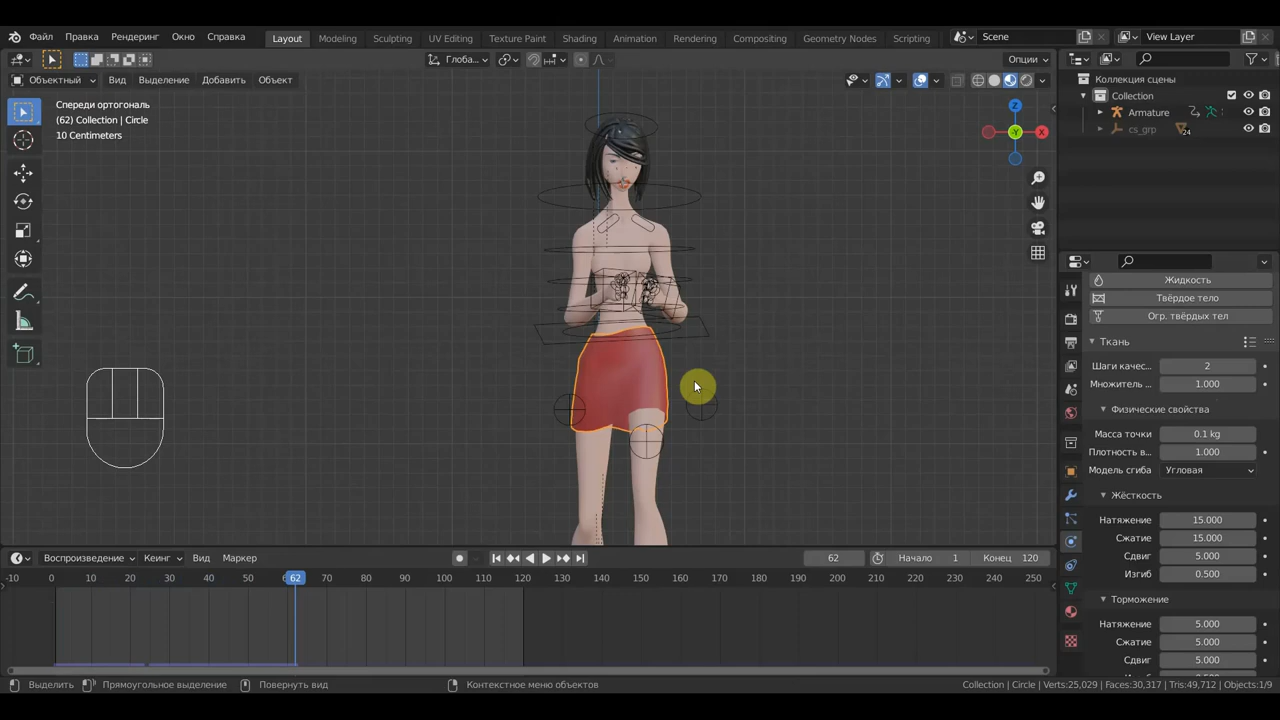 Файл Правка Рендеринг Окно Справка Layout Modeling Sculpting UV Editing Texture Paint Shading Animation Rendering Compositing Geometry Nodes Scripting Scene View Layer
Глоба... Опции
Объектный Вид Выделение Добавить Объект
Спереди ортогональ
(62) Collection | Circle
10 Centimeters
Z
X
-Y
Коллекция сцены
Collection
Armature
cs_grp 24
Жидкость
Твёрдое тело
Огр. твёрдых тел
Ткань
Шаги качес... 2
Множитель ... 1.000
Физические свойства
Масса точки 0.1 kg
Плотность в... 1.000
Модель сгиба Угловая
Жёсткость
Натяжение 15.000
Сжатие 15.000
Сдвиг 5.000
Изгиб 0.500
Торможение
Натяжение 5.000
Сжатие 5.000
Сдвиг 5.000
Воспроизведение Кеинг Вид Маркер 62 Начало 1 Конец 120
-10 0 10 20 30 40 50 62 70 80 90 100 110 120 130 140 150 160 170 180 190 200 210 220 230 240 250
Выделить Прямоугольное выделение Повернуть вид Контекстное меню объектов Collection | Circle | Verts:25,029 | Faces:30,317 | Tris:49,712 | Objects:1/9